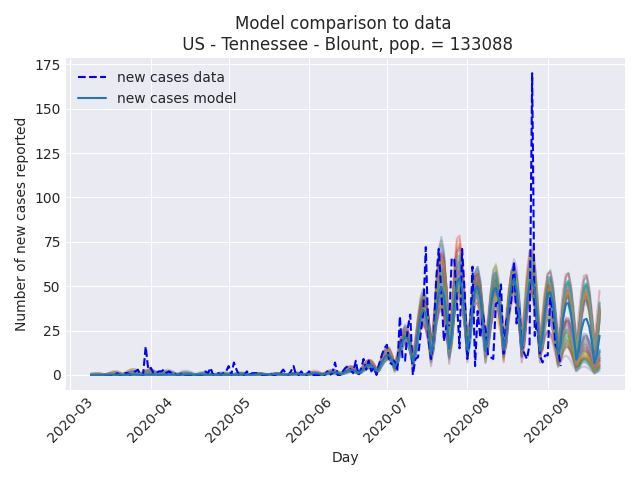 Model comparison to data
US - Tennessee - Blount, pop. = 133088
new cases data
new cases model
Number of new cases reported
175
150
125
100
75
50
25
0
2020-03
2020-04
2020-05
2020-06
2020-07
2020-08
2020-09
Day